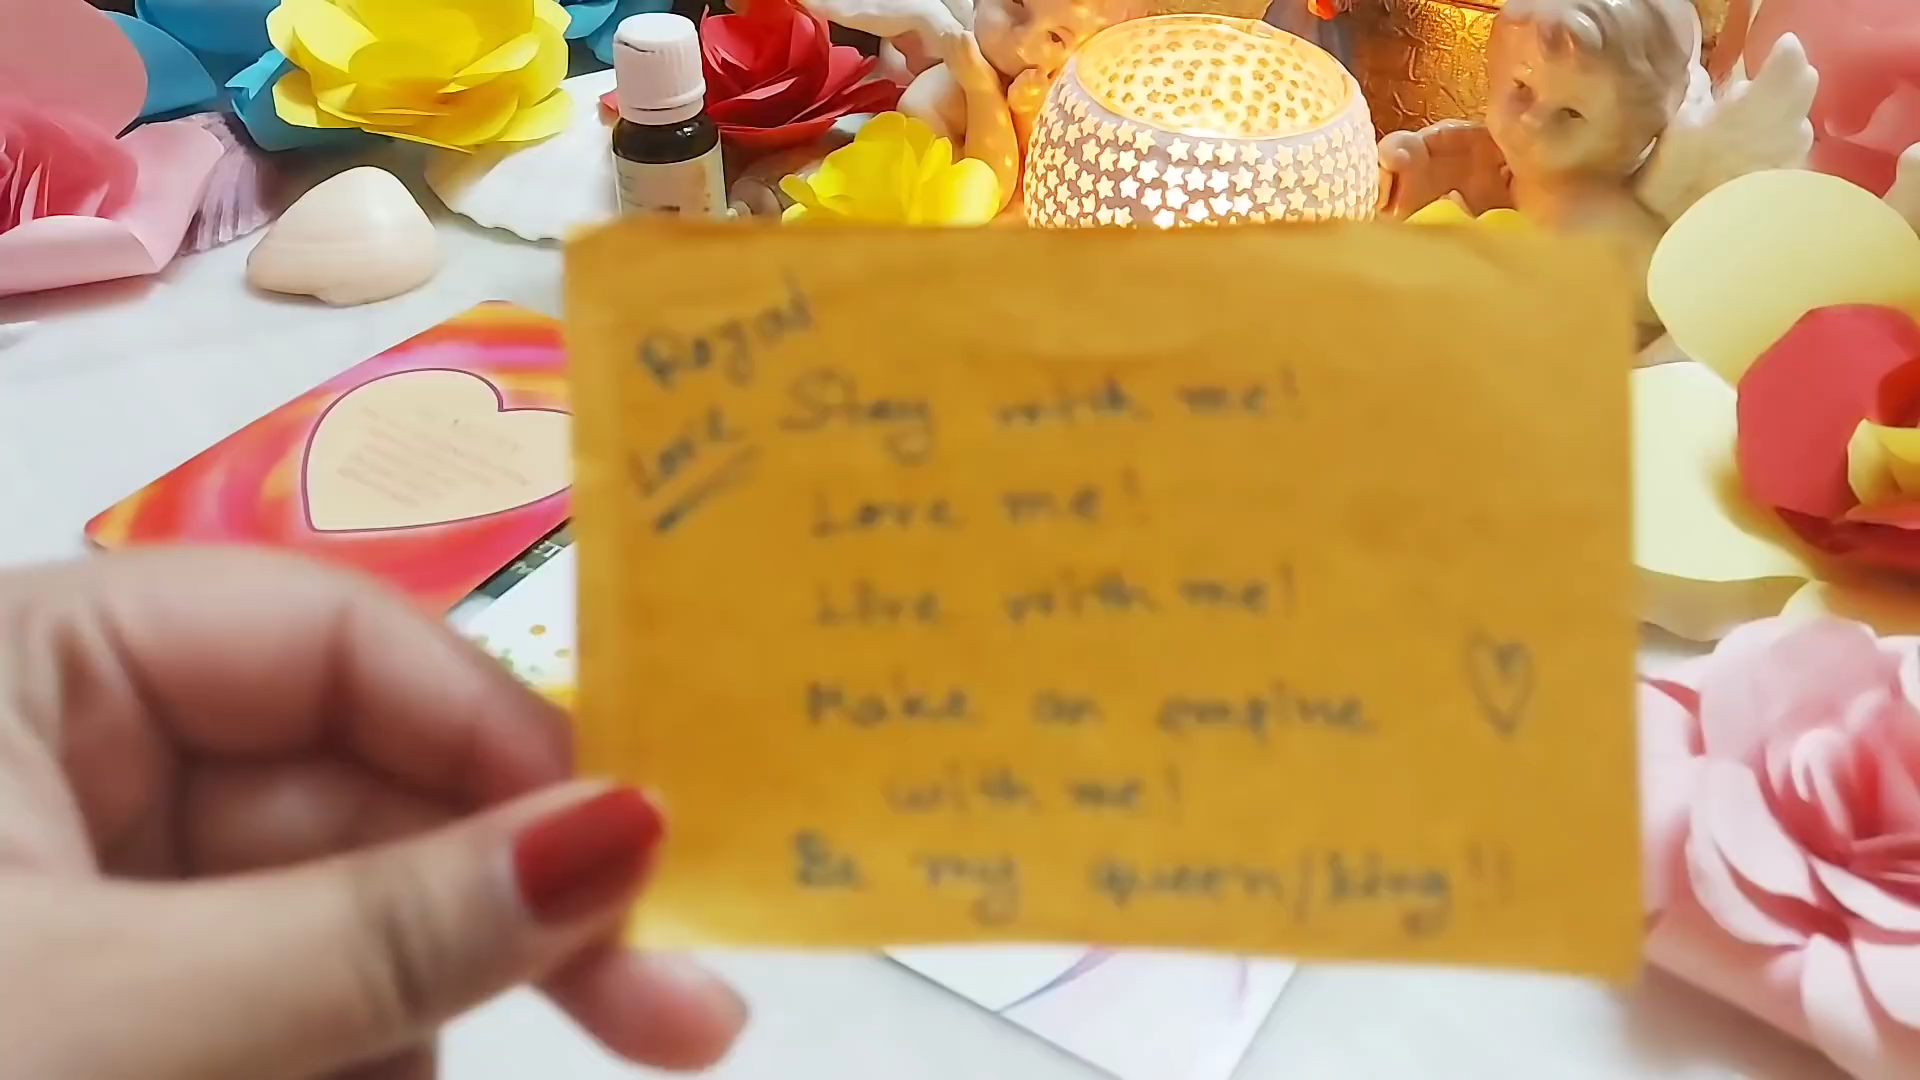 Royal
Love
Stay with me!
Love me!
Live with me!
Make an empire
with me!
Be my queen/king!!